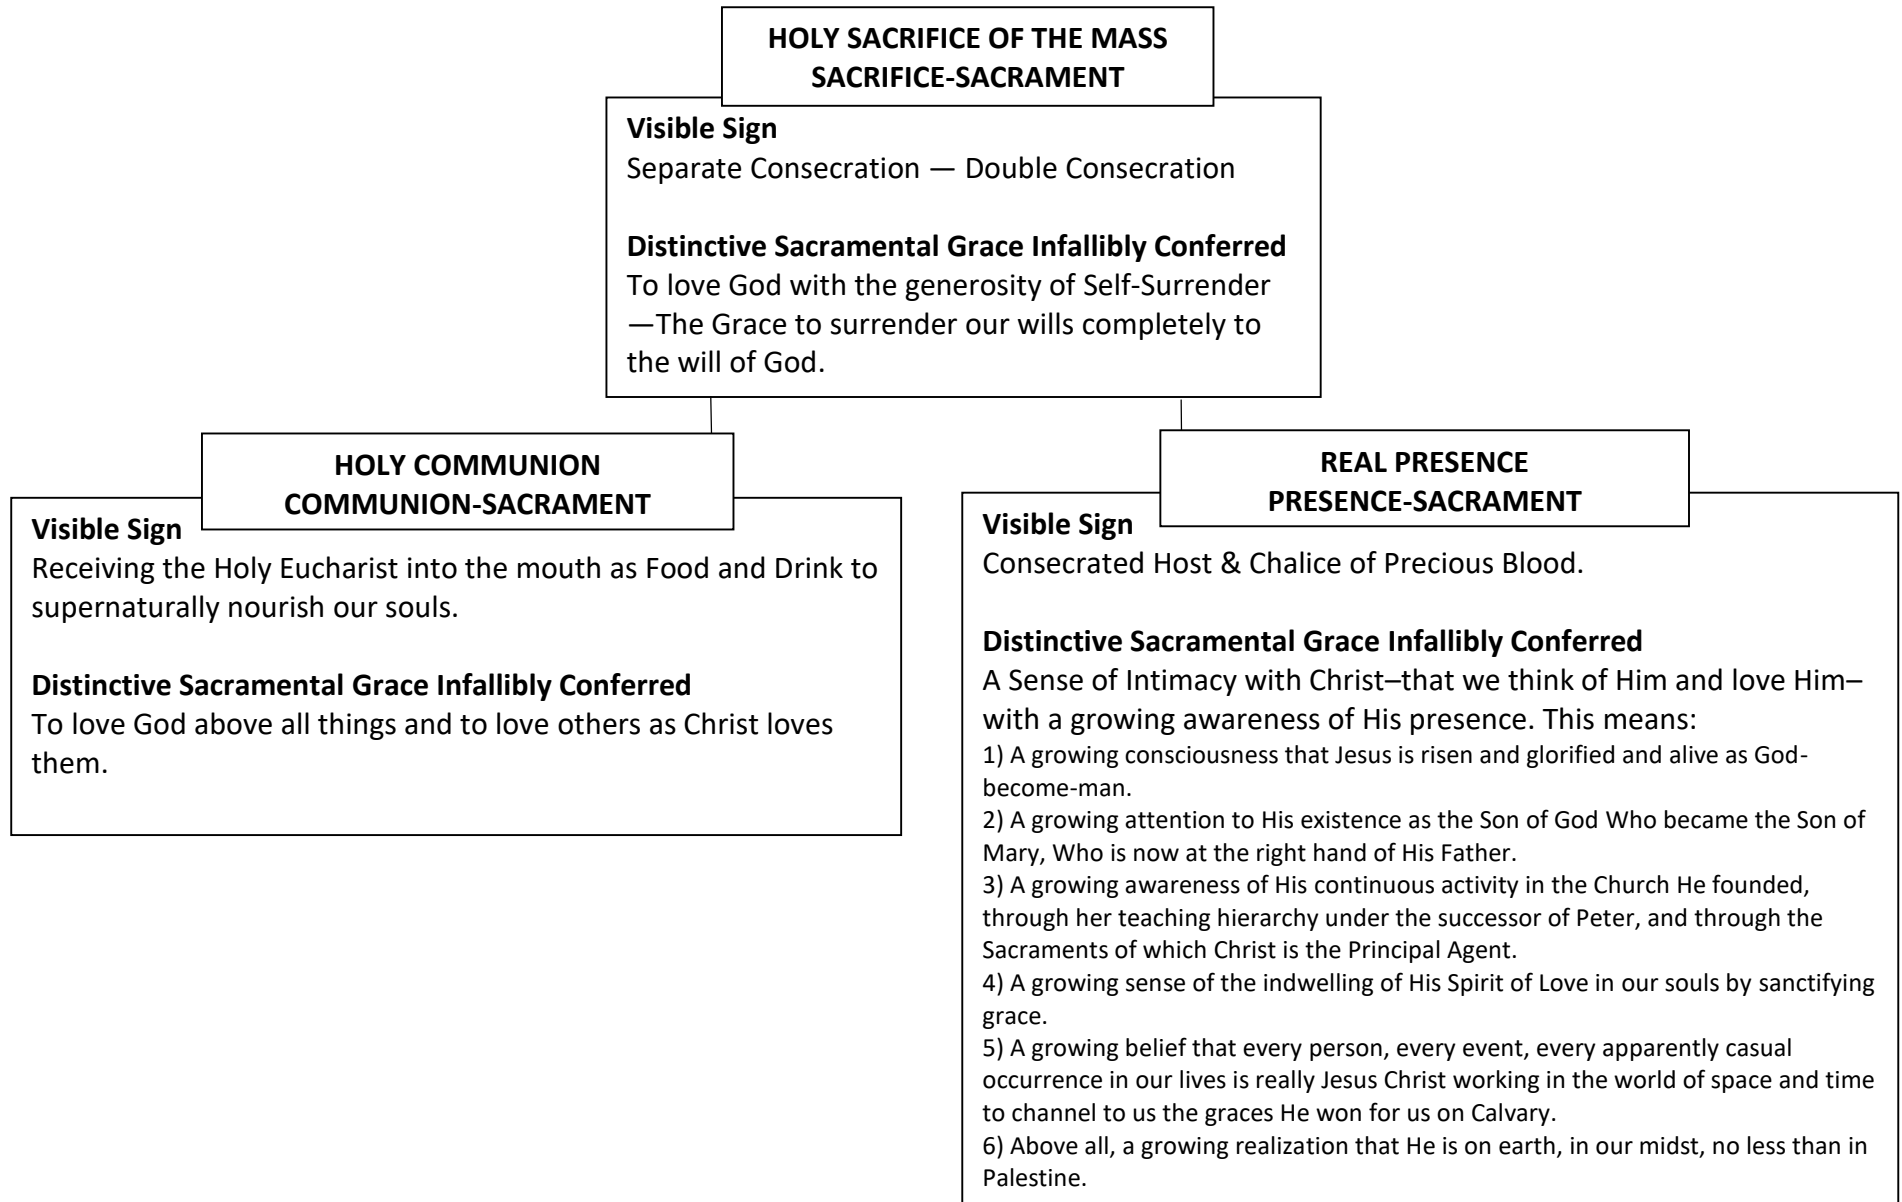 HOLY SACRIFICE OF THE MASS
SACRIFICE-SACRAMENT
Visible Sign
Separate Consecration — Double Consecration
Distinctive Sacramental Grace Infallibly Conferred
To love God with the generosity of Self-Surrender
—The Grace to surrender our wills completely to
the will of God.
HOLY COMMUNION
COMMUNION-SACRAMENT
Visible Sign
Receiving the Holy Eucharist into the mouth as Food and Drink to
supernaturally nourish our souls.
Distinctive Sacramental Grace Infallibly Conferred
To love God above all things and to love others as Christ loves
them.
REAL PRESENCE
PRESENCE-SACRAMENT
Visible Sign
Consecrated Host & Chalice of Precious Blood.
Distinctive Sacramental Grace Infallibly Conferred
A Sense of Intimacy with Christ–that we think of Him and love Him–
with a growing awareness of His presence. This means:
1) A growing consciousness that Jesus is risen and glorified and alive as God-
become-man.
2) A growing attention to His existence as the Son of God Who became the Son of
Mary, Who is now at the right hand of His Father.
3) A growing awareness of His continuous activity in the Church He founded,
through her teaching hierarchy under the successor of Peter, and through the
Sacraments of which Christ is the Principal Agent.
4) A growing sense of the indwelling of His Spirit of Love in our souls by sanctifying
grace.
5) A growing belief that every person, every event, every apparently casual
occurrence in our lives is really Jesus Christ working in the world of space and time
to channel to us the graces He won for us on Calvary.
6) Above all, a growing realization that He is on earth, in our midst, no less than in
Palestine.